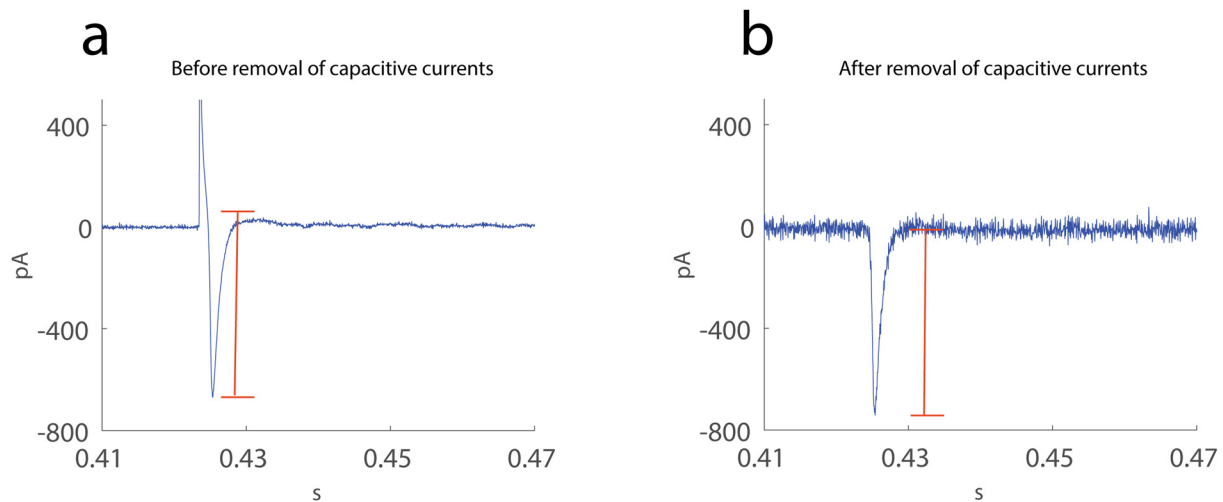 a
Before removal of capacitive currents
400
0
-400
-800
pA
0.41
0.43
0.45
0.47
s
b
After removal of capacitive currents
400
0
-400
-800
pA
0.41
0.43
0.45
0.47
s